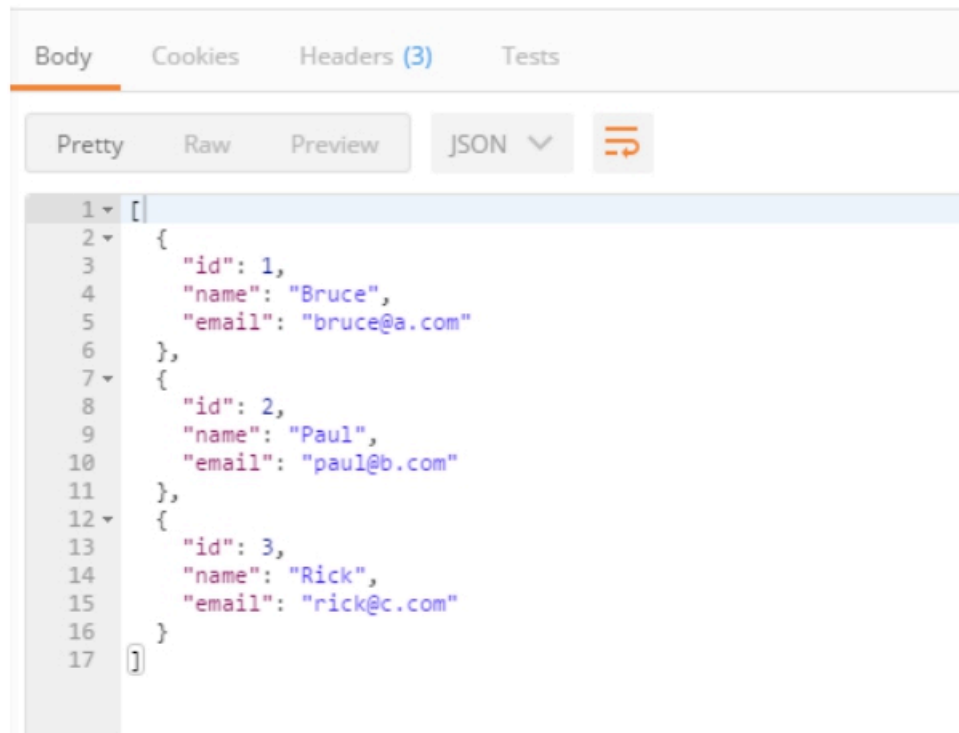 Body Cookies Headers (3) Tests
Pretty Raw Preview JSON
1 [
2 {
3 "id": 1,
4 "name": "Bruce",
5 "email": "bruce@a.com"
6 },
7 {
8 "id": 2,
9 "name": "Paul",
10 "email": "paul@b.com"
11 },
12 {
13 "id": 3,
14 "name": "Rick",
15 "email": "rick@c.com"
16 }
17 ]